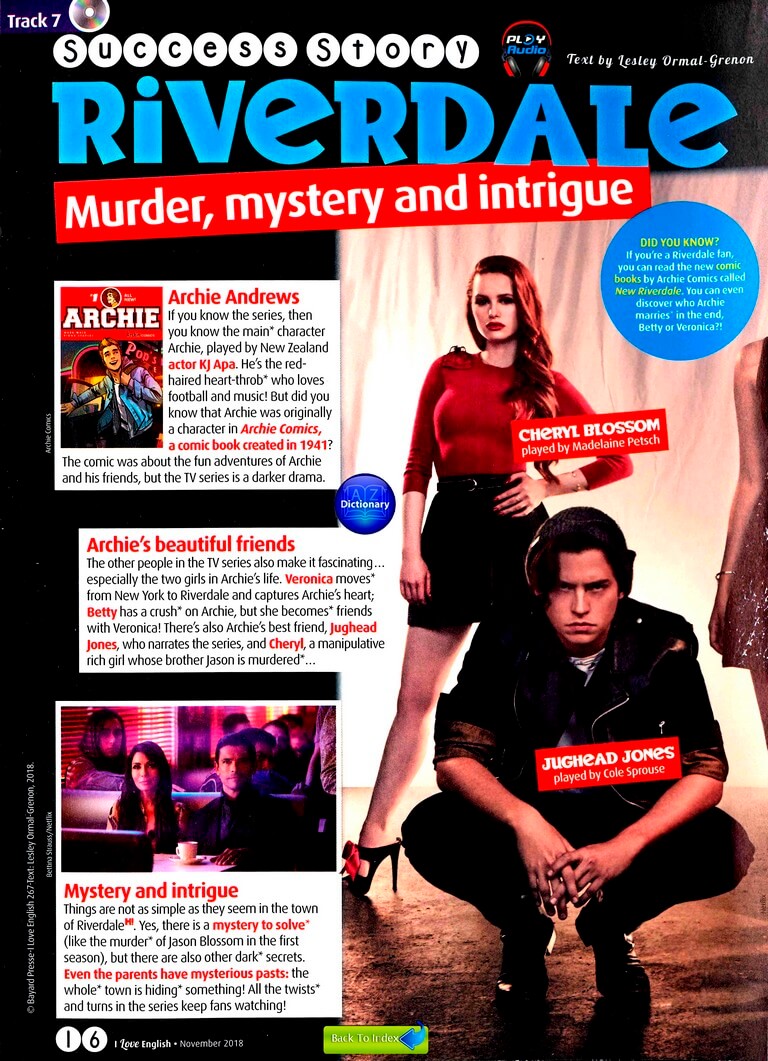 Track 7
Success Story
PLAY
Audio
Text by Lesley Ormal-Grenon
RIVERDALE
Murder, mystery and intrigue
DID YOU KNOW?
If you're a Riverdale fan,
you can read the new comic
books by Archie Comics called
New Riverdale. You can even
discover who Archie
marries* in the end,
Betty or Veronica?!
#1
ALL
NEW!
ARCHIE
POP'S
Archie Comics
Archie Andrews
If you know the series, then
you know the main* character
Archie, played by New Zealand
actor KJ Apa. He's the red-
haired heart-throb* who loves
football and music! But did you
know that Archie was originally
a character in Archie Comics,
a comic book created in 1941?
The comic was about the fun adventures of Archie
and his friends, but the TV series is a darker drama.
CHERYL BLOSSOM
played by Madelaine Petsch
A Z
Dictionary
Archie's beautiful friends
The other people in the TV series also make it fascinating…
especially the two girls in Archie's life. Veronica moves*
from New York to Riverdale and captures Archie's heart;
Betty has a crush* on Archie, but she becomes* friends
with Veronica! There's also Archie's best friend, Jughead
Jones, who narrates the series, and Cheryl, a manipulative
rich girl whose brother Jason is murdered*…
JUGHEAD JONES
played by Cole Sprouse
Bettina Strauss/Netflix
Mystery and intrigue
Things are not as simple as they seem in the town
of Riverdale. Yes, there is a mystery to solve*
(like the murder* of Jason Blossom in the first
season), but there are also other dark* secrets.
Even the parents have mysterious pasts: the
whole* town is hiding* something! All the twists*
and turns in the series keep fans watching!
© Bayard Presse-I Love English 267-Text: Lesley Ormal-Grenon, 2018.
Netflix
16
I Love English • November 2018
Back To Index